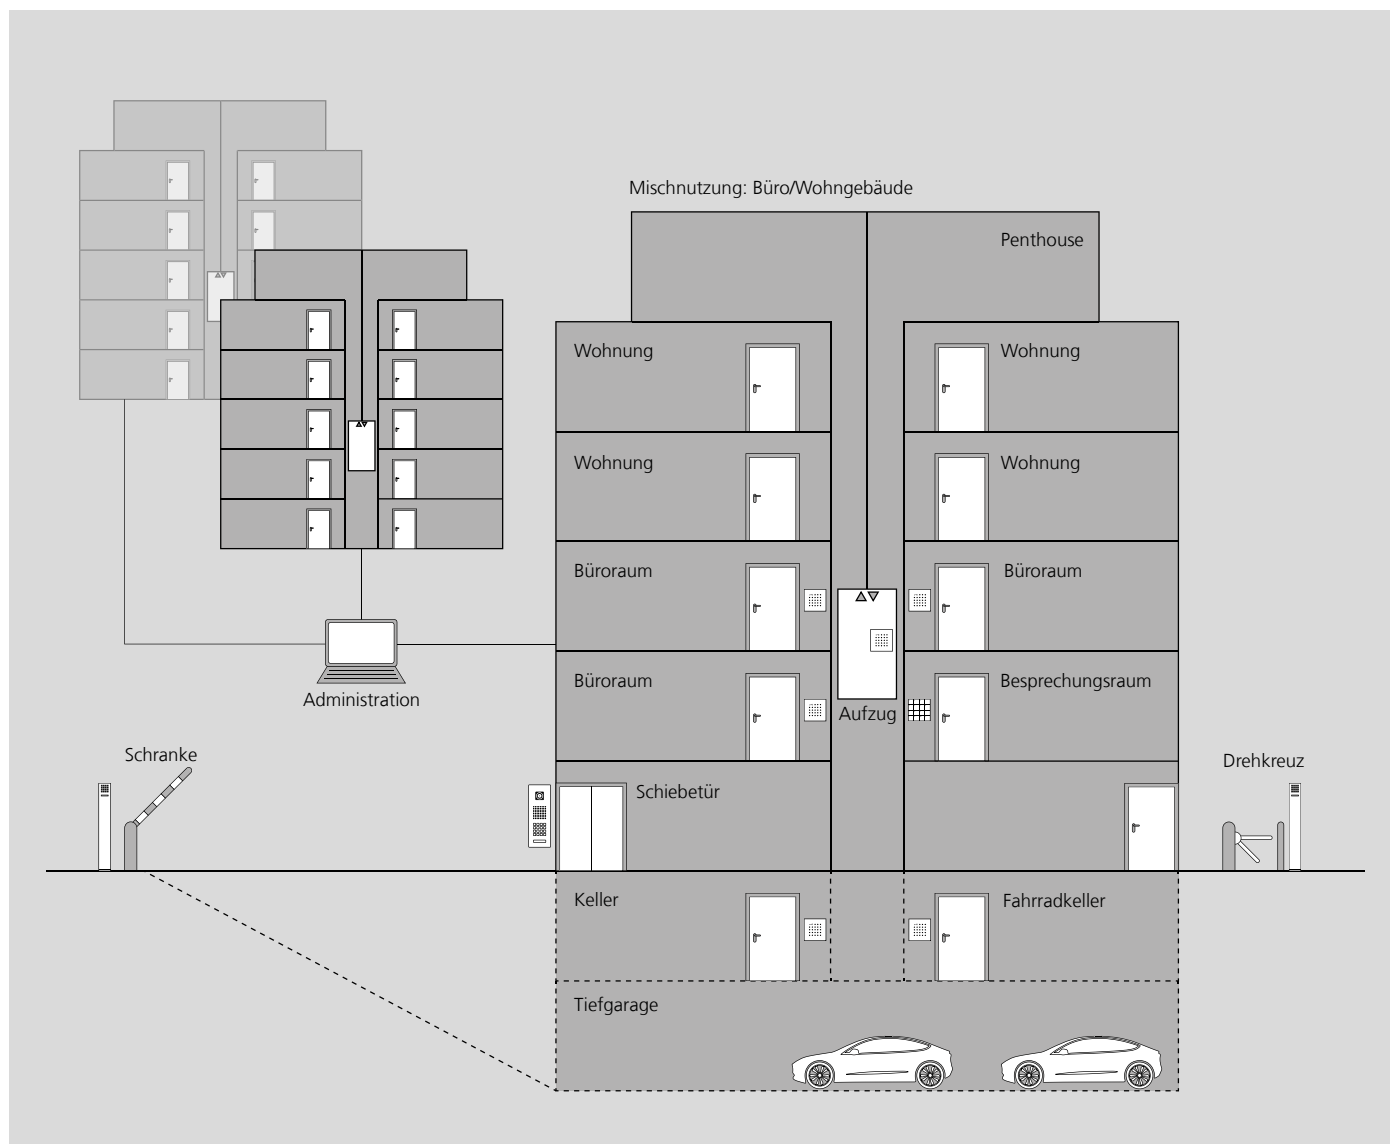 Mischnutzung: Büro/Wohngebäude
Penthouse
Wohnung
Wohnung
Wohnung
Wohnung
Büroraum
Büroraum
Büroraum
Besprechungsraum
Aufzug
Administration
Schranke
Schiebetür
Drehkreuz
Keller
Fahrradkeller
Tiefgarage